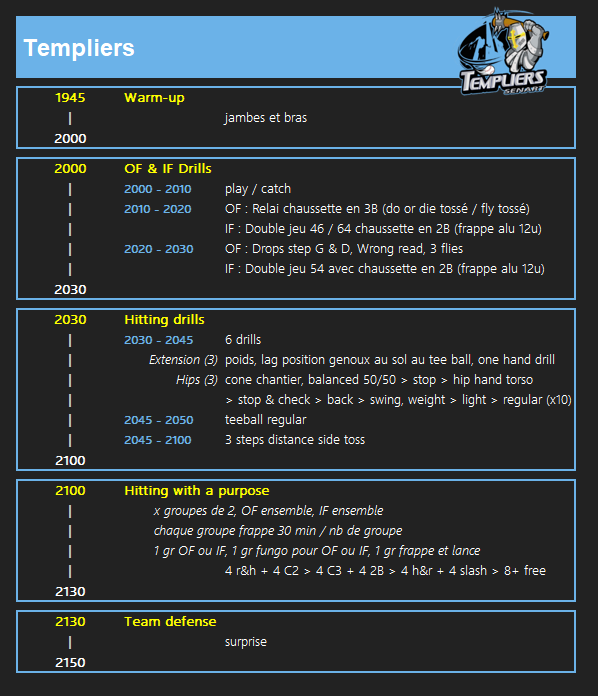 Templiers
TEMPLIERS
SENART
1945 Warm-up
| jambes et bras
2000
2000 OF & IF Drills
| 2000 - 2010 play / catch
| 2010 - 2020 OF : Relai chaussette en 3B (do or die tossé / fly tossé)
| IF : Double jeu 46 / 64 chaussette en 2B (frappe alu 12u)
| 2020 - 2030 OF : Drops step G & D, Wrong read, 3 flies
| IF : Double jeu 54 avec chaussette en 2B (frappe alu 12u)
2030
2030 Hitting drills
| 2030 - 2045 6 drills
| Extension (3) poids, lag position genoux au sol au tee ball, one hand drill
| Hips (3) cone chantier, balanced 50/50 > stop > hip hand torso
| > stop & check > back > swing, weight > light > regular (x10)
| 2045 - 2050 teeball regular
| 2045 - 2100 3 steps distance side toss
2100
2100 Hitting with a purpose
| x groupes de 2, OF ensemble, IF ensemble
| chaque groupe frappe 30 min / nb de groupe
| 1 gr OF ou IF, 1 gr fungo pour OF ou IF, 1 gr frappe et lance
| 4 r&h + 4 C2 > 4 C3 + 4 2B > 4 h&r + 4 slash > 8+ free
2130
2130 Team defense
| surprise
2150